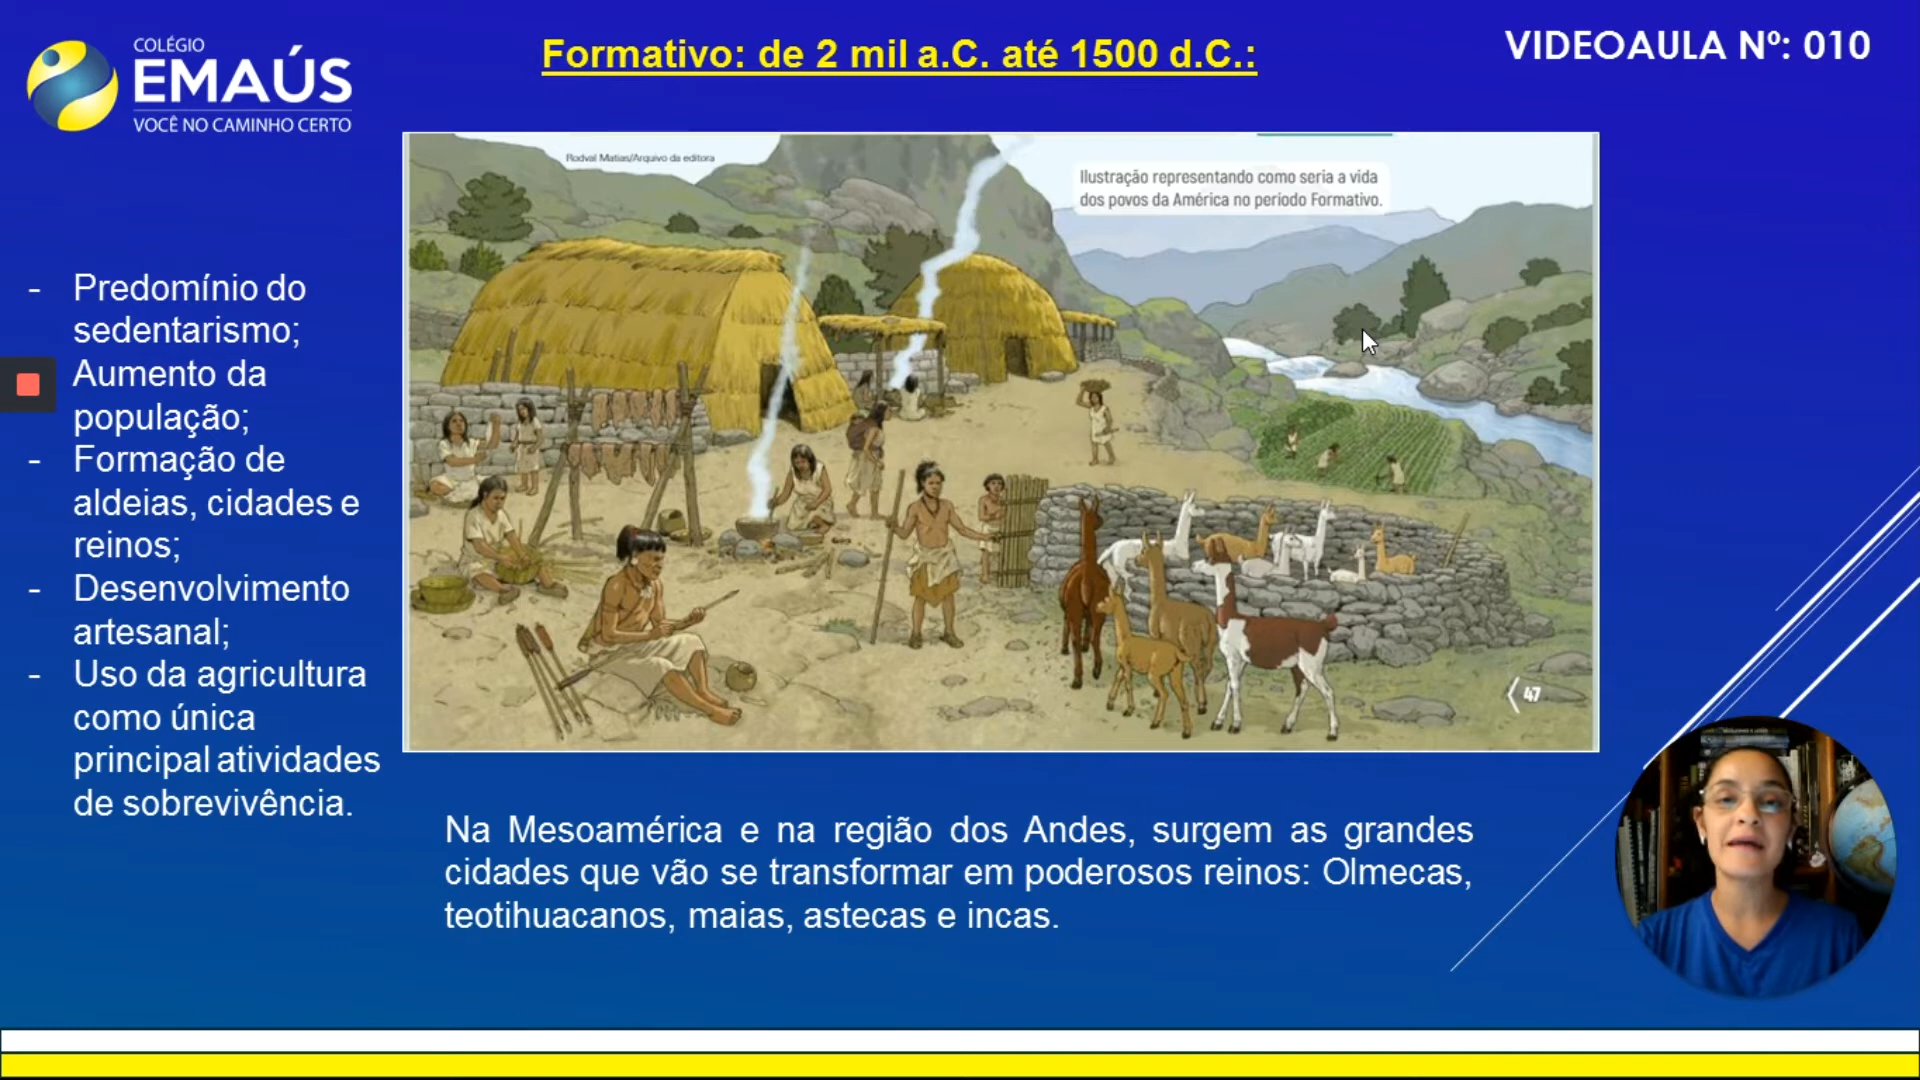 COLÉGIO
EMAÚS
VOCÊ NO CAMINHO CERTO
Formativo: de 2 mil a.C. até 1500 d.C.:
VIDEOAULA Nº: 010
- Predomínio do
sedentarismo;
Aumento da
população;
- Formação de
aldeias, cidades e
reinos;
- Desenvolvimento
artesanal;
- Uso da agricultura
como única
principal atividades
de sobrevivência.
Rodval Matias/Arquivo da editora
Ilustração representando como seria a vida
dos povos da América no período Formativo.
47
Na Mesoamérica e na região dos Andes, surgem as grandes
cidades que vão se transformar em poderosos reinos: Olmecas,
teotihuacanos, maias, astecas e incas.